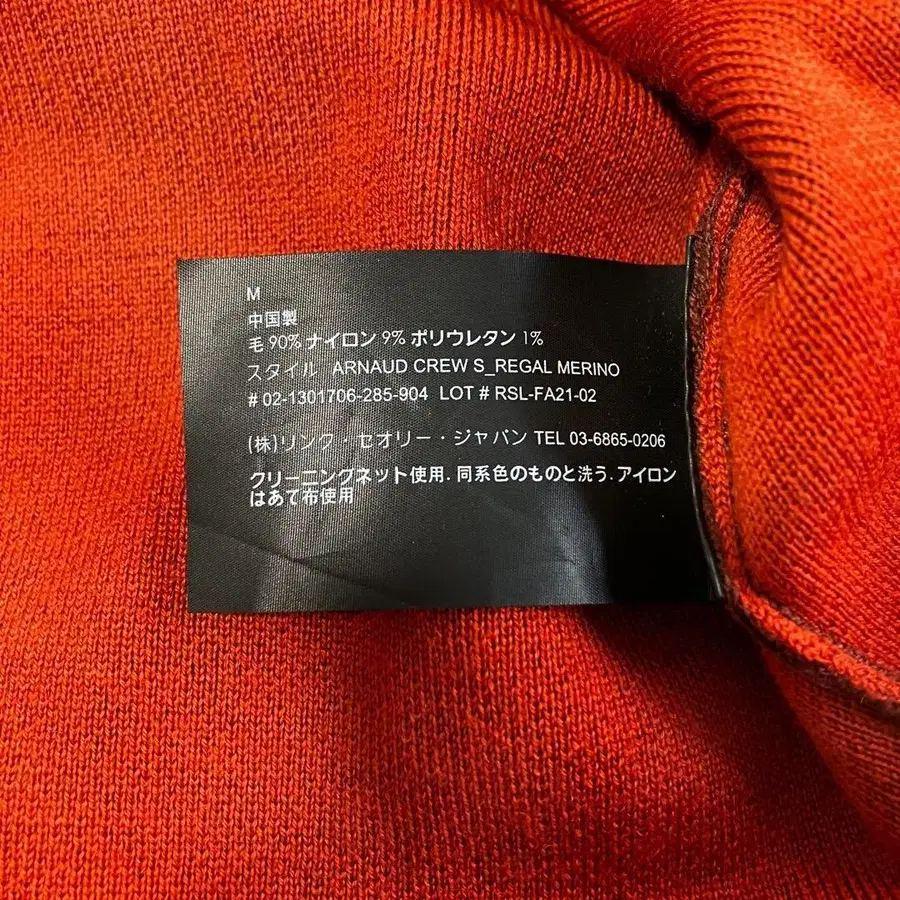 M
中国製
毛 90% ナイロン 9% ポリウレタン 1%
スタイル ARNAUD CREW S_REGAL MERINO
# 02-1301706-285-904 LOT # RSL-FA21-02
(株)リンク・セオリー・ジャパン TEL 03-6865-0206
クリーニングネット使用. 同系色のものと洗う. アイロン
はあて布使用